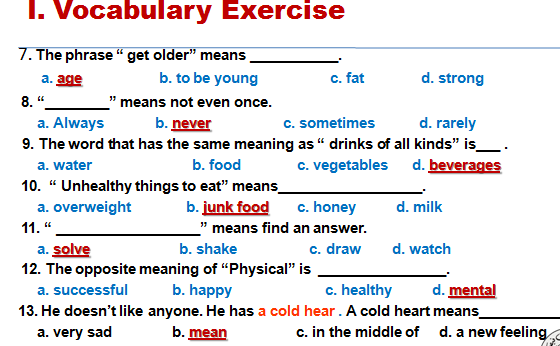 I. Vocabulary Exercise
7. The phrase “ get older” means ___________.
a. age b. to be young c. fat d. strong
8. “________” means not even once.
a. Always b. never c. sometimes d. rarely
9. The word that has the same meaning as “ drinks of all kinds” is___ .
a. water b. food c. vegetables d. beverages
10. “ Unhealthy things to eat” means__________________.
a. overweight b. junk food c. honey d. milk
11. “ __________________” means find an answer.
a. solve b. shake c. draw d. watch
12. The opposite meaning of “Physical” is ________________.
a. successful b. happy c. healthy d. mental
13. He doesn’t like anyone. He has a cold hear . A cold heart means__________
a. very sad b. mean c. in the middle of d. a new feeling